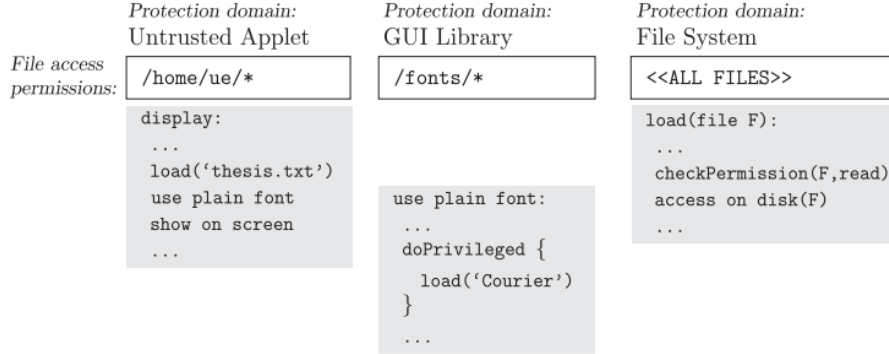 Protection domain:
Untrusted Applet
Protection domain:
GUI Library
Protection domain:
File System
File access
permissions:
/home/ue/*
/fonts/*
<<ALL FILES>>
display:
...
load(‘thesis.txt’)
use plain font
show on screen
...
use plain font:
...
doPrivileged {
load(‘Courier’)
}
...
load(file F):
...
checkPermission(F,read)
access on disk(F)
...